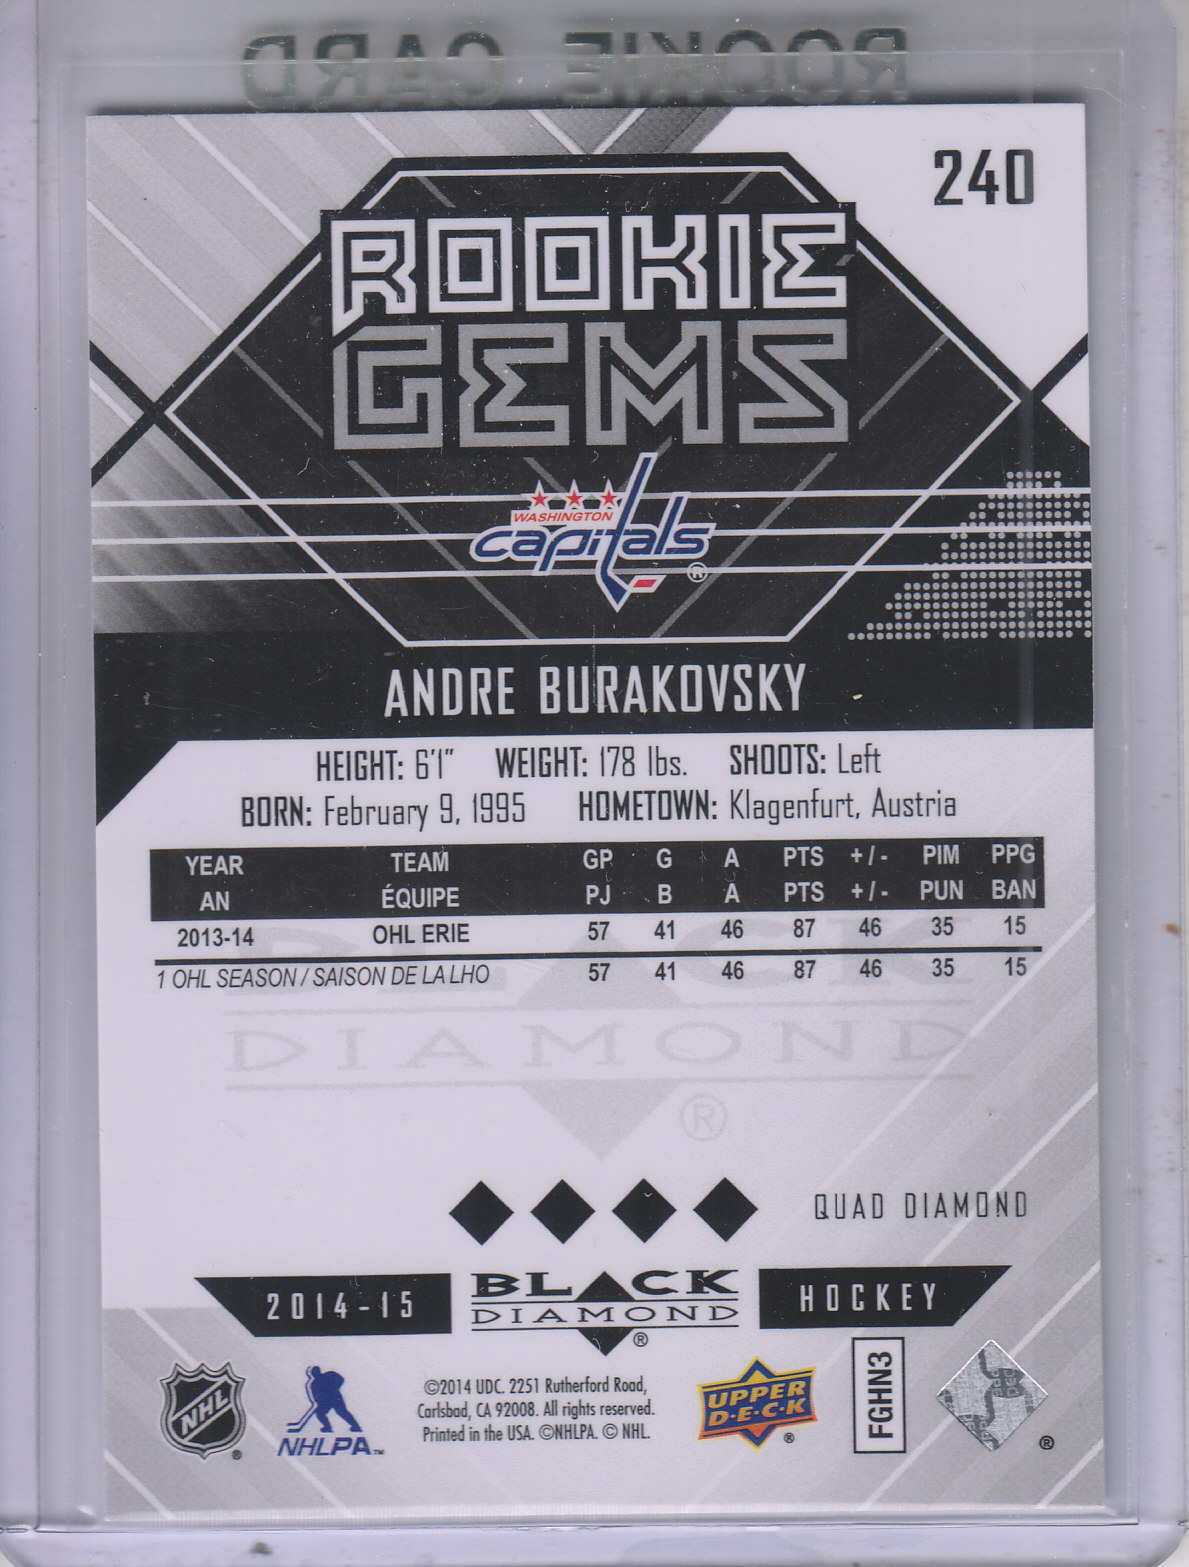 ROOKIE CARD
240
ROOKIE
GEMS
WASHINGTON
capitals®
ANDRE BURAKOVSKY
HEIGHT: 6'1" WEIGHT: 178 lbs. SHOOTS: Left
BORN: February 9, 1995 HOMETOWN: Klagenfurt, Austria
YEAR TEAM GP G A PTS +/- PIM PPG
AN ÉQUIPE PJ B A PTS +/- PUN BAN
2013-14 OHL ERIE 57 41 46 87 46 35 15
1 OHL SEASON / SAISON DE LA LHO 57 41 46 87 46 35 15
BLACK
DIAMOND
®
QUAD DIAMOND
2014-15 BLACK DIAMOND® HOCKEY
NHL®
NHLPA™
©2014 UDC. 2251 Rutherford Road,
Carlsbad, CA 92008. All rights reserved.
Printed in the USA. ©NHLPA. © NHL.
UPPER
D·E·C·K
®
FGHN3
®